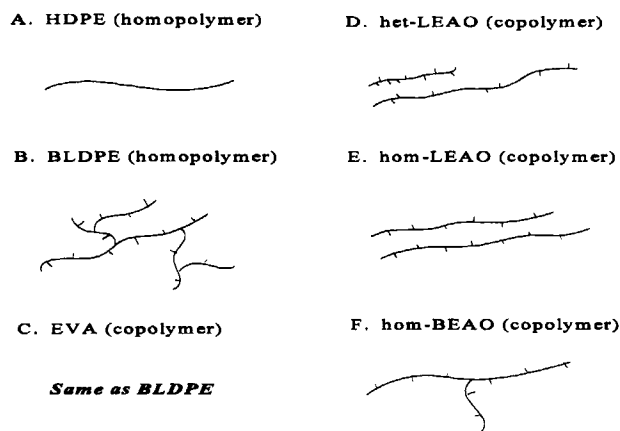 A. HDPE (homopolymer)
B. BLDPE (homopolymer)
C. EVA (copolymer)
Same as BLDPE
D. het-LEAO (copolymer)
E. hom-LEAO (copolymer)
F. hom-BEAO (copolymer)